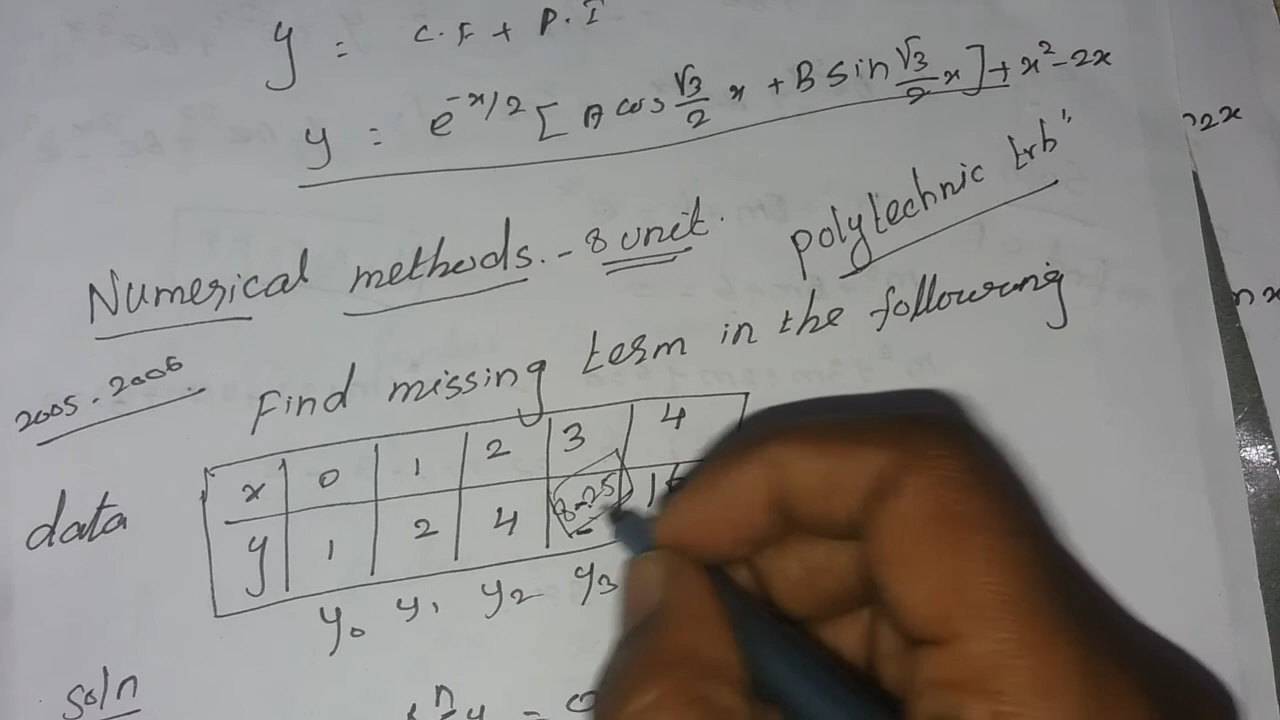 y = C.F + P.I
y = e^{-x/2} [ A cos √3/2 x + B sin √3/2 x ] + x² - 2x
2x
Numerical methods. - 8 unit.
polytechnic trb"
n x
2005 - 2006
Find missing term in the following
data
x 0 1 2 3 4
y 1 2 4 8.25 16
y₀ y₁ y₂ y₃
soln